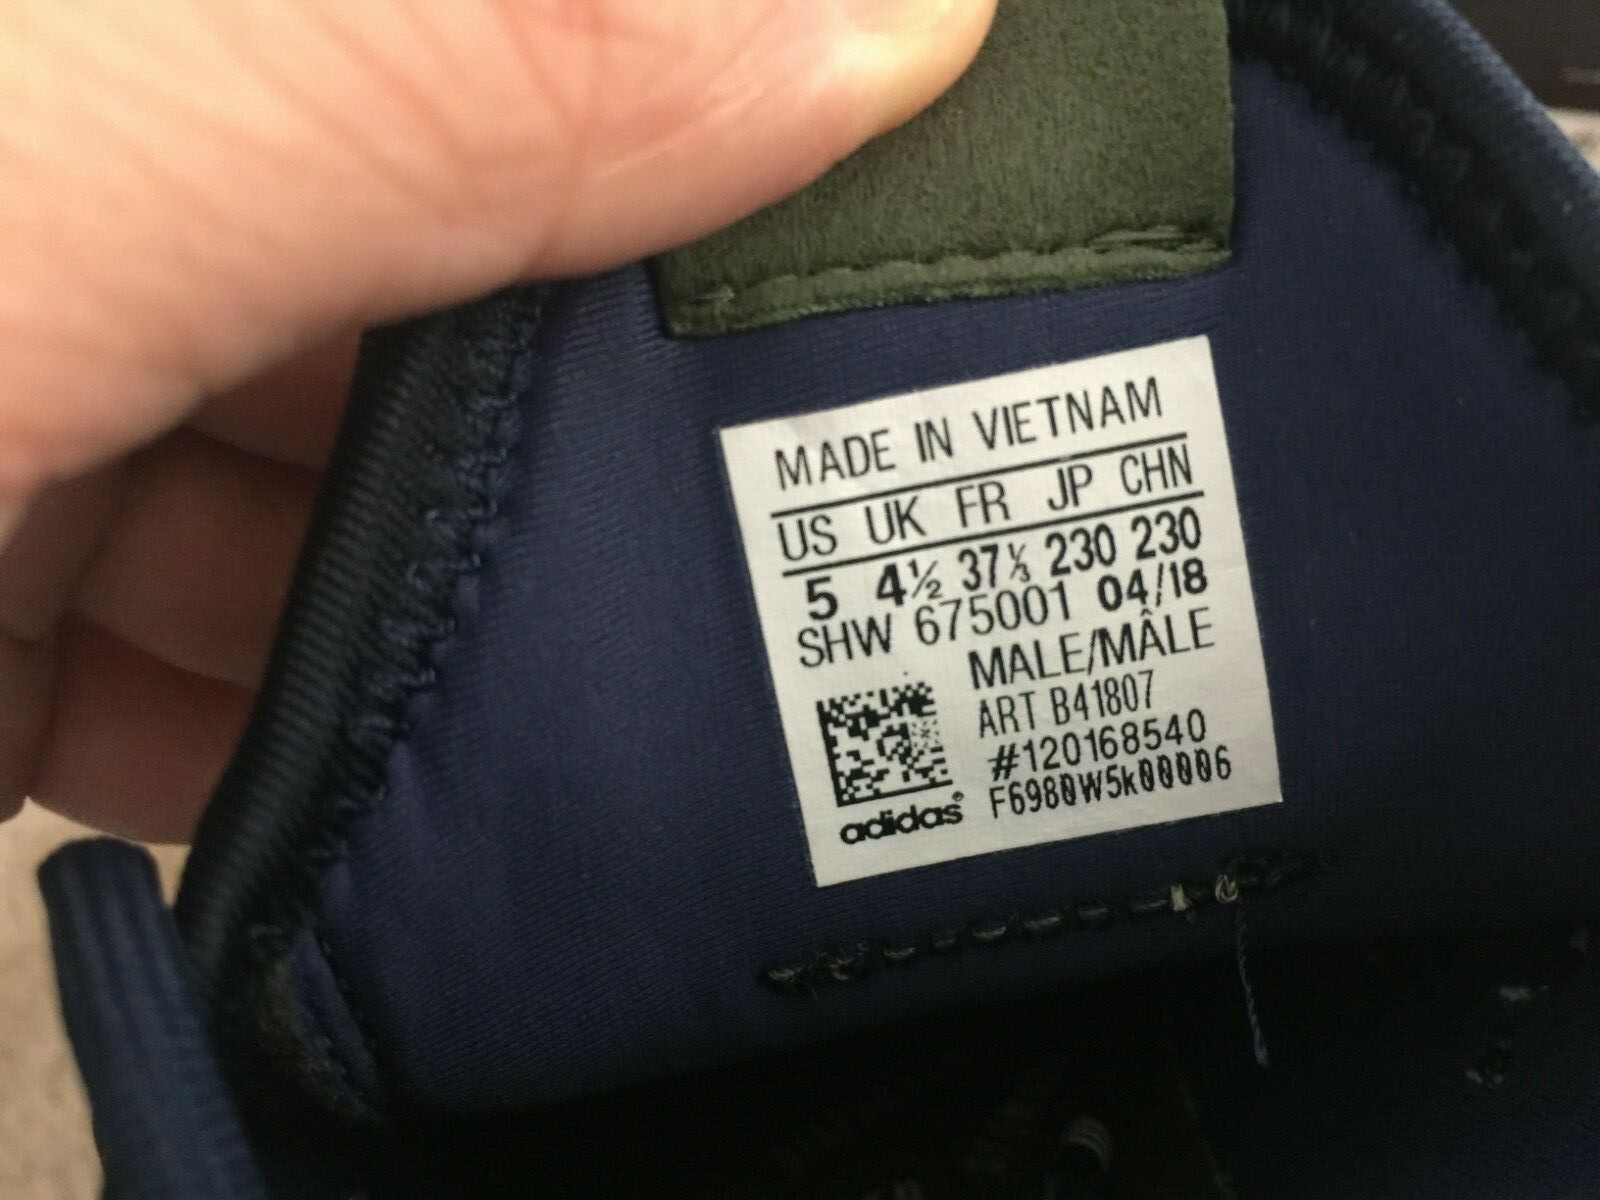 MADE IN VIETNAM
US UK FR JP CHN
5 4½ 37⅓ 230 230
SHW 675001 04/18
MALE/MÂLE
ART B41807
#120168540
F6980W5k00006
adidas®